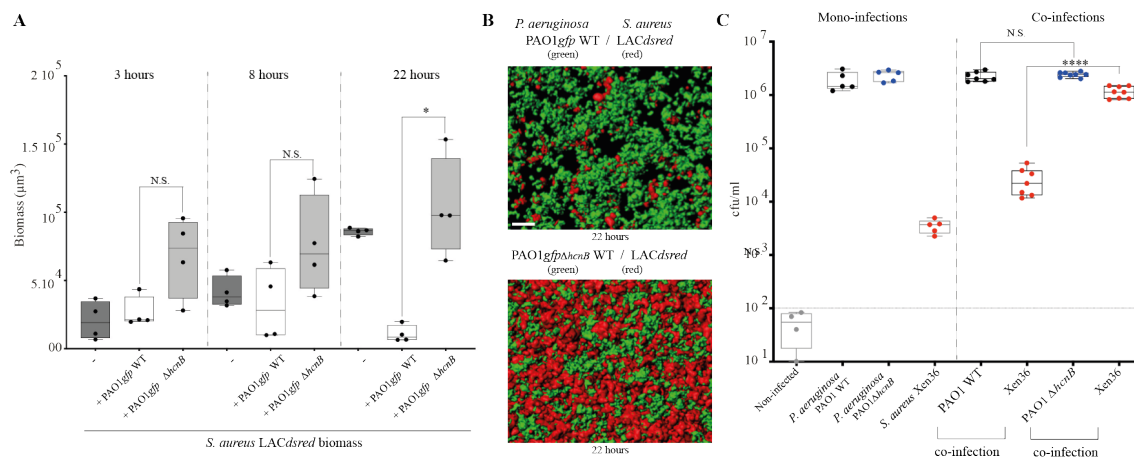 A
3 hours
8 hours
22 hours
2 10^5
1.5 10^5
10^5
5 10^4
00
Biomass (µm³)
N.S.
N.S.
*
-
+ PAO1gfp WT
+ PAO1gfp ΔhcnB
-
+ PAO1gfp WT
+ PAO1gfp ΔhcnB
-
+ PAO1gfp WT
+ PAO1gfp ΔhcnB
S. aureus LACdsred biomass
B
P. aeruginosa S. aureus
PAO1gfp WT / LACdsred
(green) (red)
22 hours
PAO1gfpΔhcnB WT / LACdsred
(green) (red)
22 hours
C
Mono-infections Co-infections
N.S.
****
10^7
10^6
10^5
10^4
10^3
10^2
10^1
cfu/ml
N.S.
Non-infected
P. aeruginosa
PAO1 WT
P. aeruginosa
PAO1ΔhcnB
S. aureus Xen36
PAO1 WT
Xen36
PAO1 ΔhcnB
Xen36
co-infection
co-infection